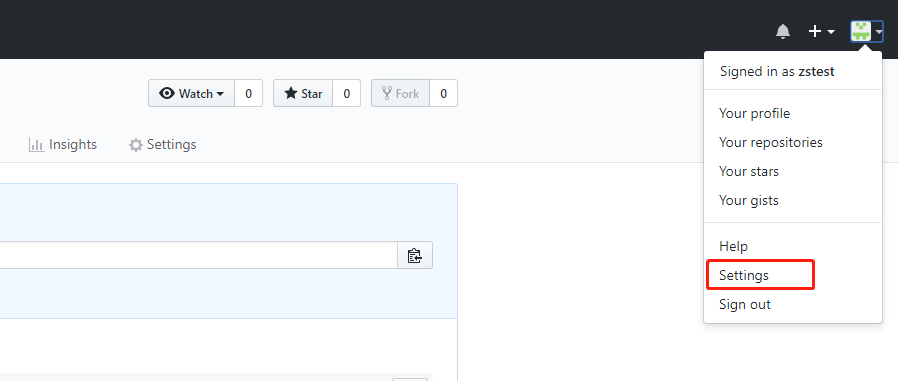 Signed in as zstest
Watch 0 Star 0 Fork 0
Your profile
Insights Settings
Your repositories
Your stars
Your gists
Help
Settings
Sign out